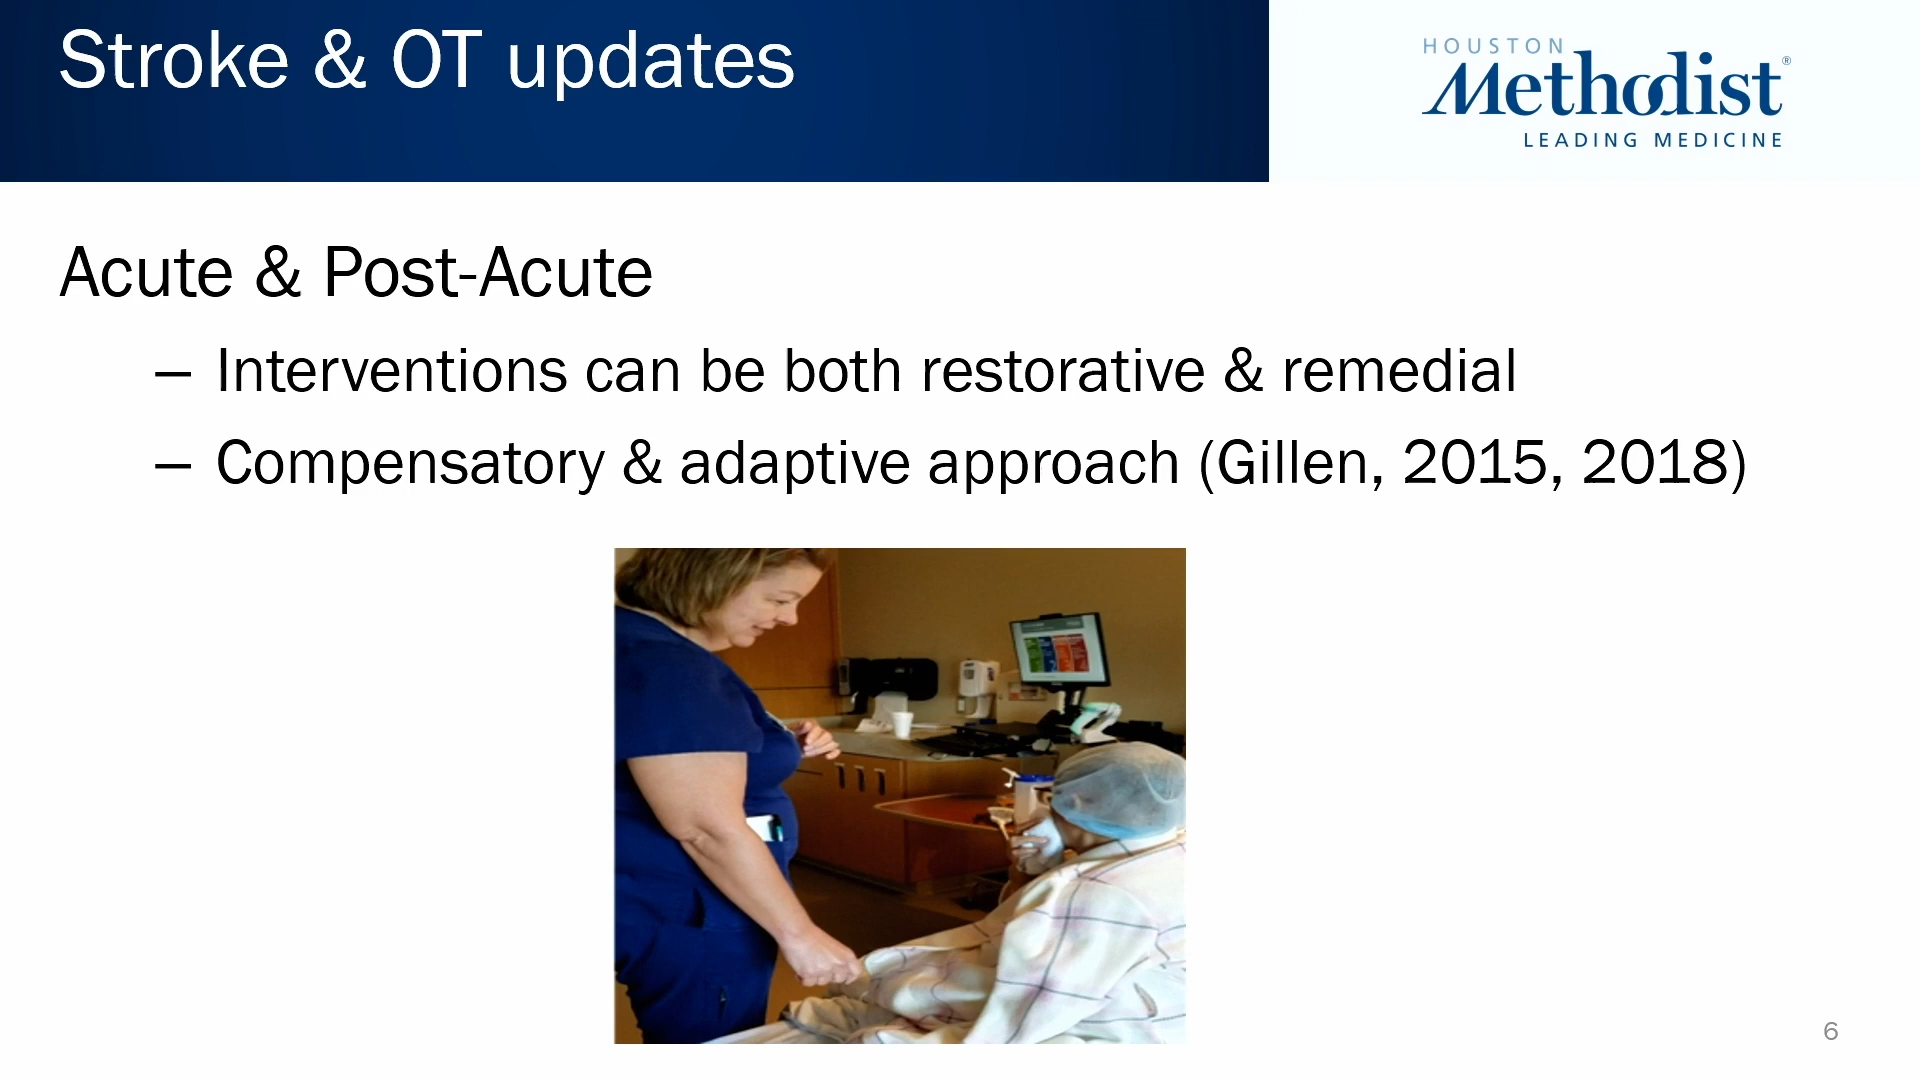 Stroke & OT updates
HOUSTON
Methodist®
LEADING MEDICINE
Acute & Post-Acute
– Interventions can be both restorative & remedial
– Compensatory & adaptive approach (Gillen, 2015, 2018)
6